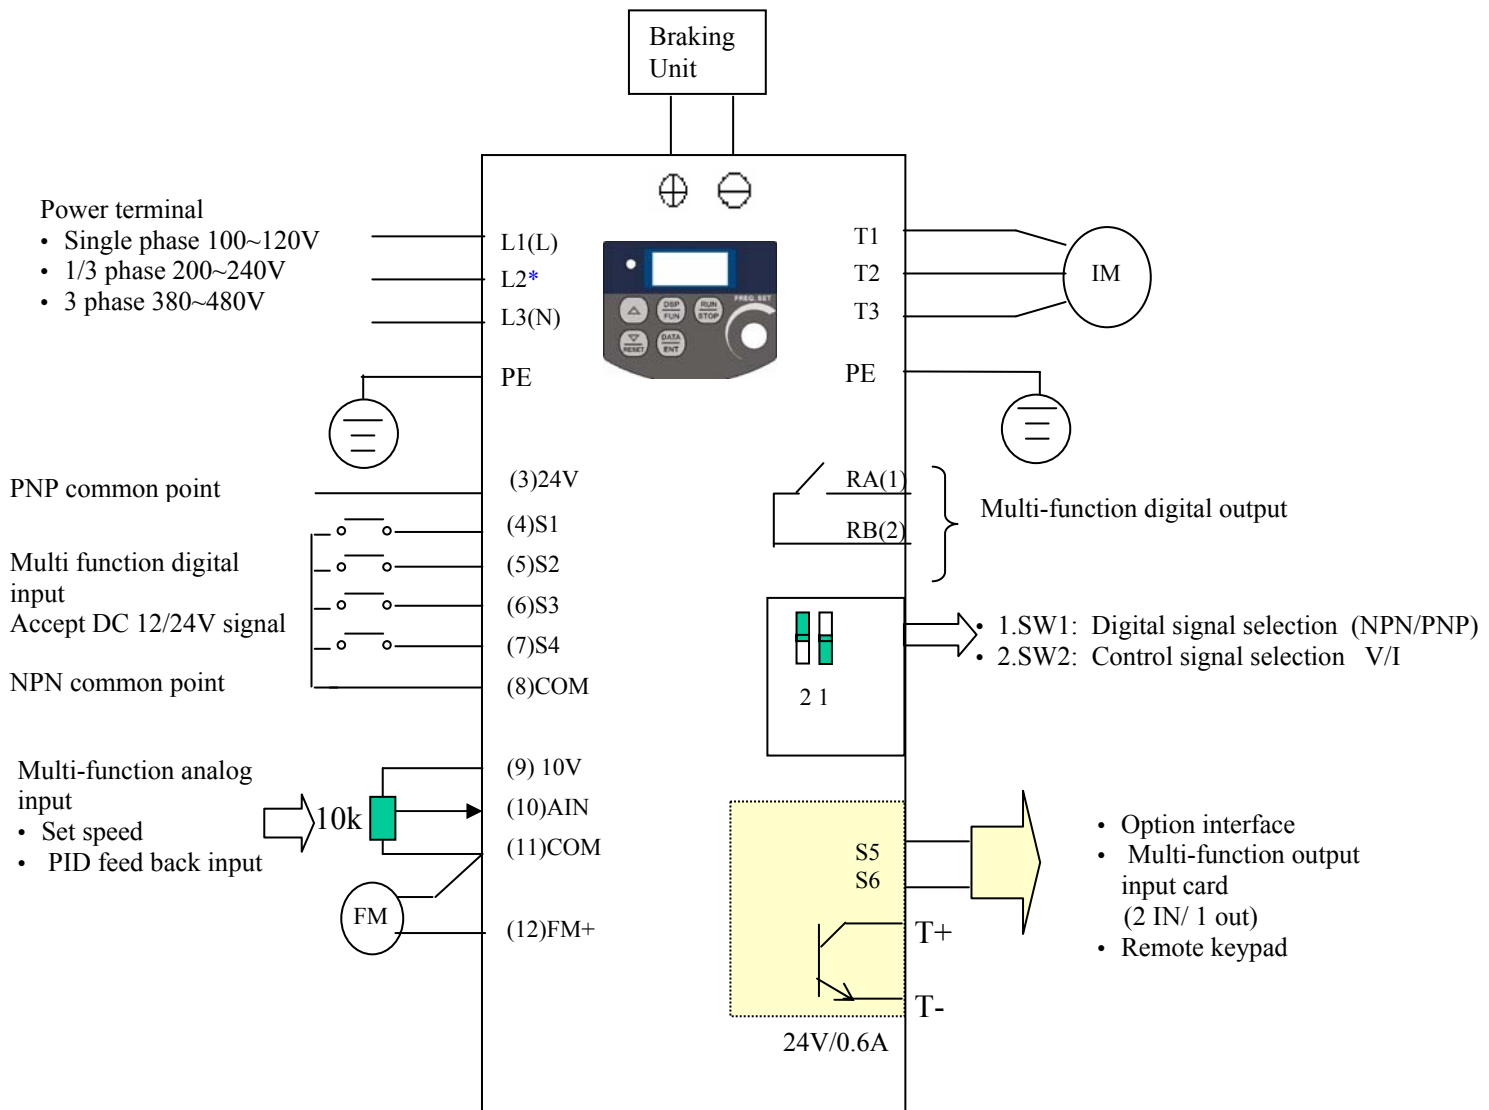 Braking
Unit
Power terminal
• Single phase 100~120V
• 1/3 phase 200~240V
• 3 phase 380~480V
L1(L)
L2*
L3(N)
PE
FREQ. SET
DSP
FUN
RUN
STOP
RESET
DATA
ENT
T1
T2
T3
IM
PE
PNP common point
(3)24V
(4)S1
Multi function digital
input
Accept DC 12/24V signal
(5)S2
(6)S3
(7)S4
NPN common point
(8)COM
RA(1)
RB(2)
Multi-function digital output
2 1
• 1.SW1: Digital signal selection (NPN/PNP)
• 2.SW2: Control signal selection V/I
Multi-function analog
input
• Set speed
• PID feed back input
10k
(9) 10V
(10)AIN
(11)COM
FM
(12)FM+
S5
S6
T+
T-
24V/0.6A
• Option interface
• Multi-function output
input card
(2 IN/ 1 out)
• Remote keypad